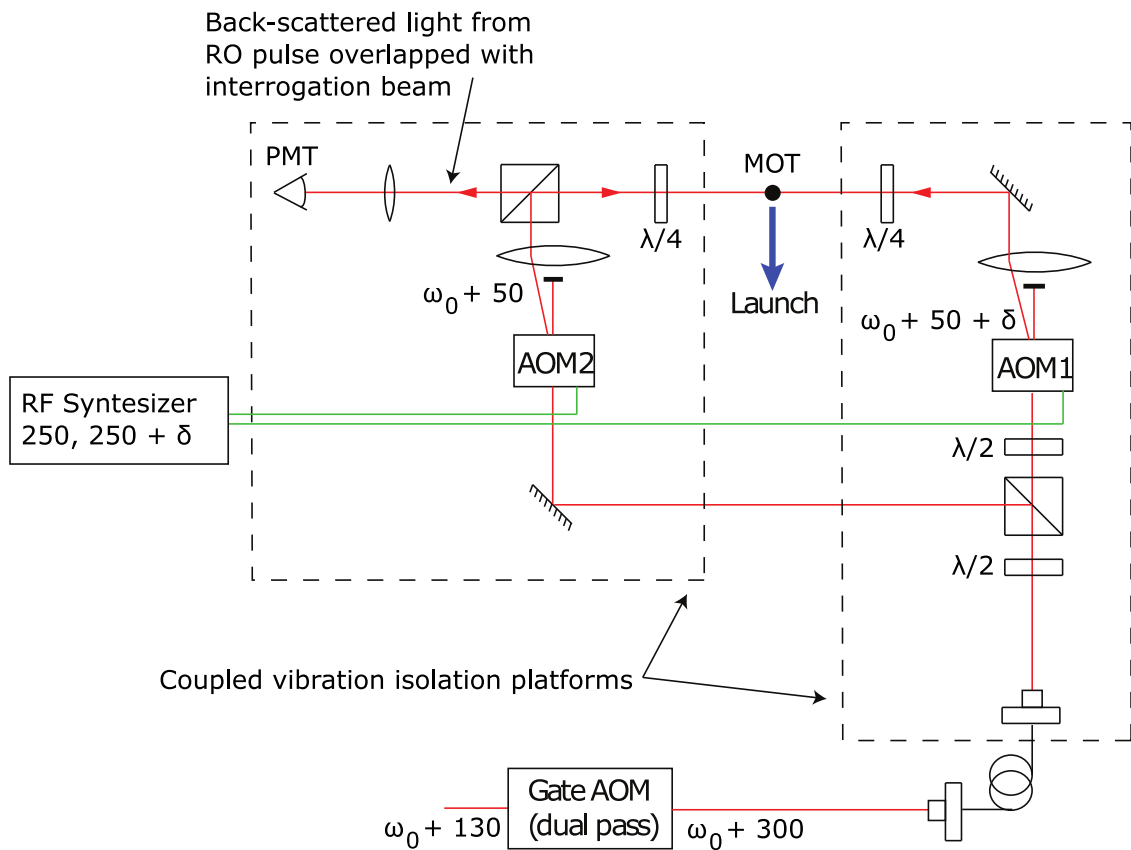 Back-scattered light from
RO pulse overlapped with
interrogation beam
PMT
MOT
λ/4
λ/4
ω0 + 50
Launch
ω0 + 50 + δ
AOM2
AOM1
RF Syntesizer
250, 250 + δ
λ/2
λ/2
Coupled vibration isolation platforms
Gate AOM
(dual pass)
ω0 + 130
ω0 + 300